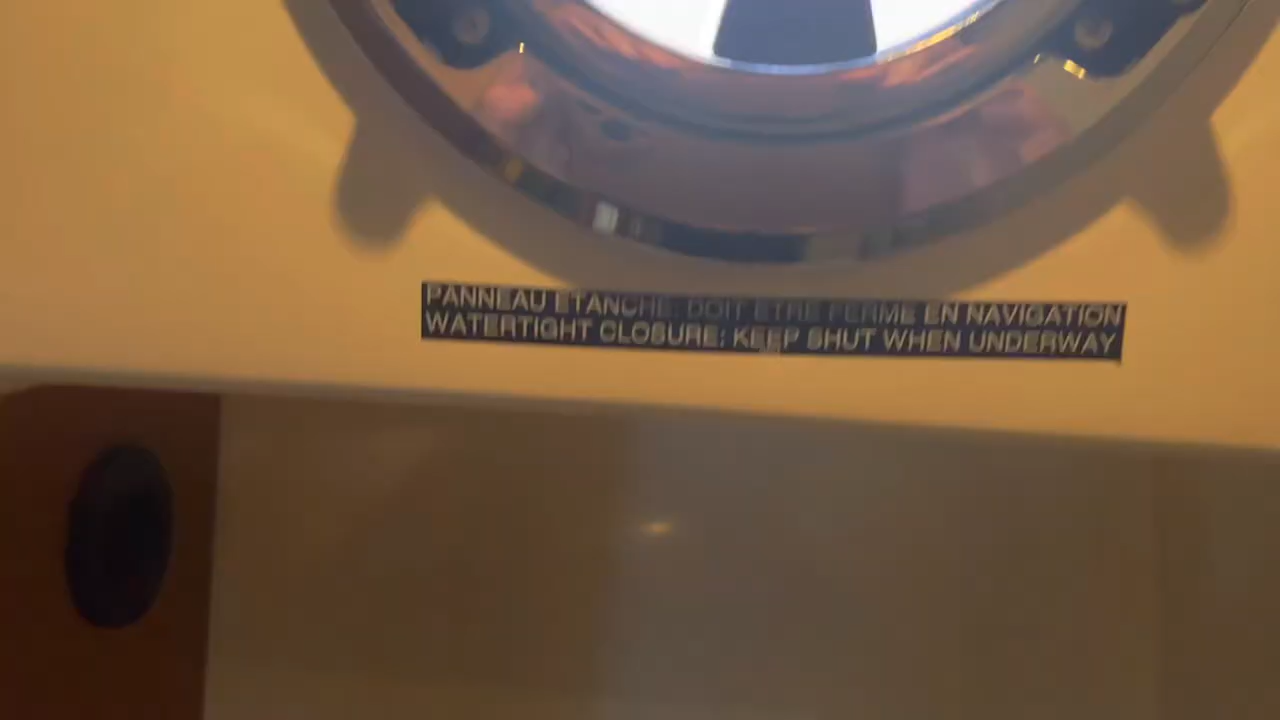 PANNEAU ETANCHE: DOIT ETRE FERME EN NAVIGATION
WATERTIGHT CLOSURE: KEEP SHUT WHEN UNDERWAY